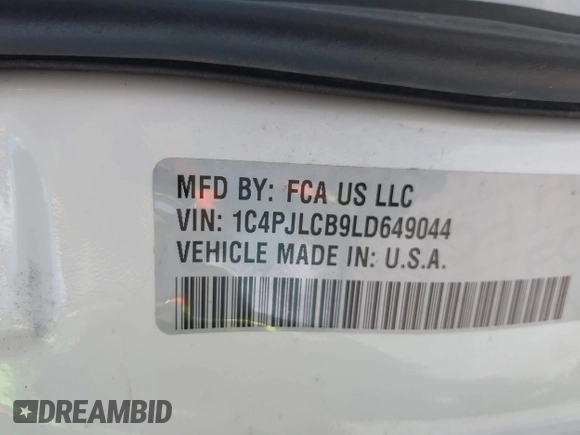 MFD BY: FCA US LLC
VIN: 1C4PJLCB9LD649044
VEHICLE MADE IN: U.S.A.
DREAMBID